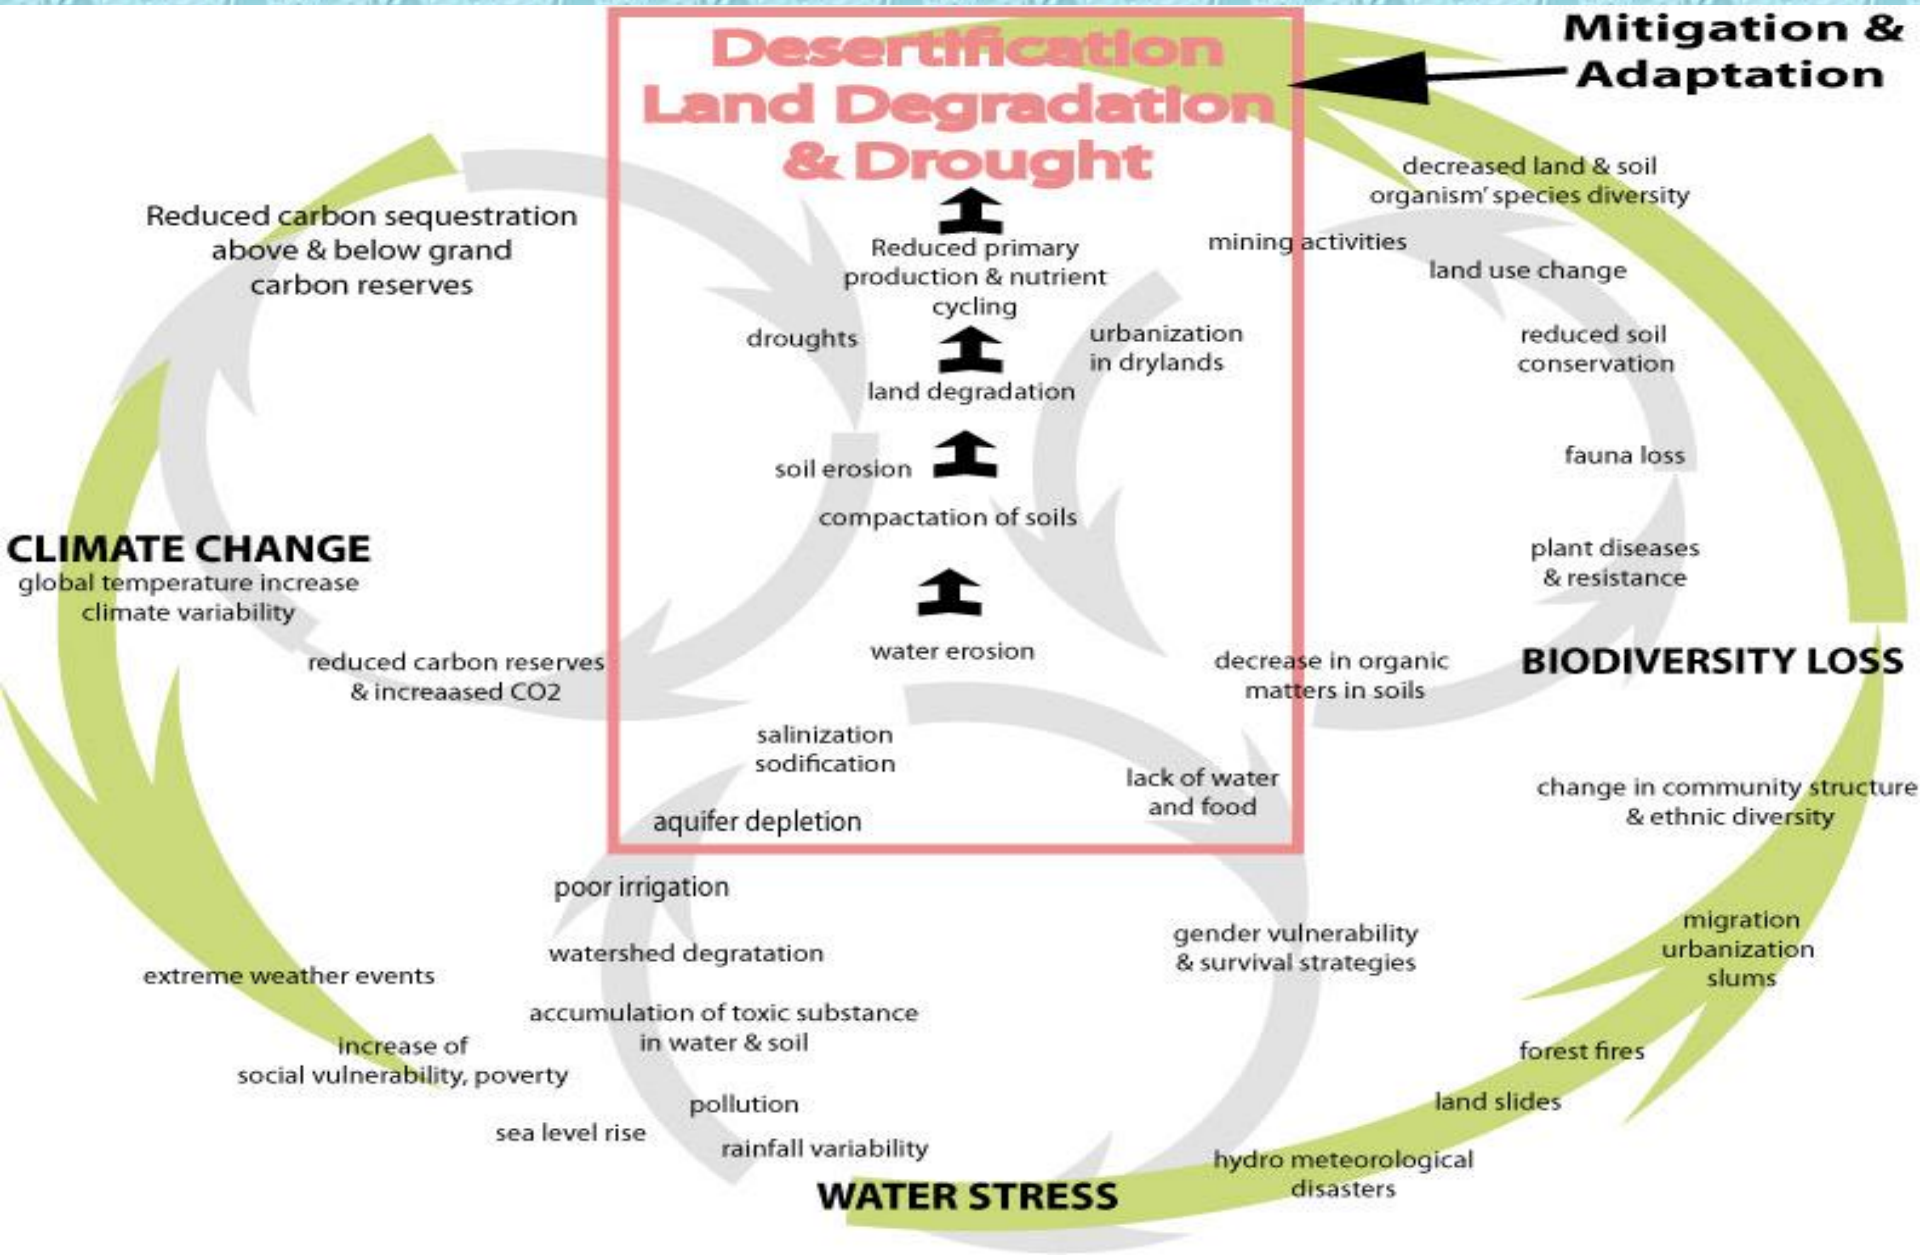 Desertification
Land Degradation
& Drought
Mitigation &
Adaptation
Reduced carbon sequestration
above & below grand
carbon reserves
Reduced primary
production & nutrient
cycling
mining activities
decreased land & soil
organism' species diversity
land use change
droughts
urbanization
in drylands
reduced soil
conservation
land degradation
soil erosion
fauna loss
compactation of soils
plant diseases
& resistance
CLIMATE CHANGE
global temperature increase
climate variability
water erosion
reduced carbon reserves
& increaased CO2
decrease in organic
matters in soils
BIODIVERSITY LOSS
salinization
sodification
lack of water
and food
change in community structure
& ethnic diversity
aquifer depletion
poor irrigation
watershed degratation
gender vulnerability
& survival strategies
migration
urbanization
slums
extreme weather events
accumulation of toxic substance
in water & soil
increase of
social vulnerability, poverty
forest fires
land slides
pollution
sea level rise
rainfall variability
hydro meteorological
disasters
WATER STRESS